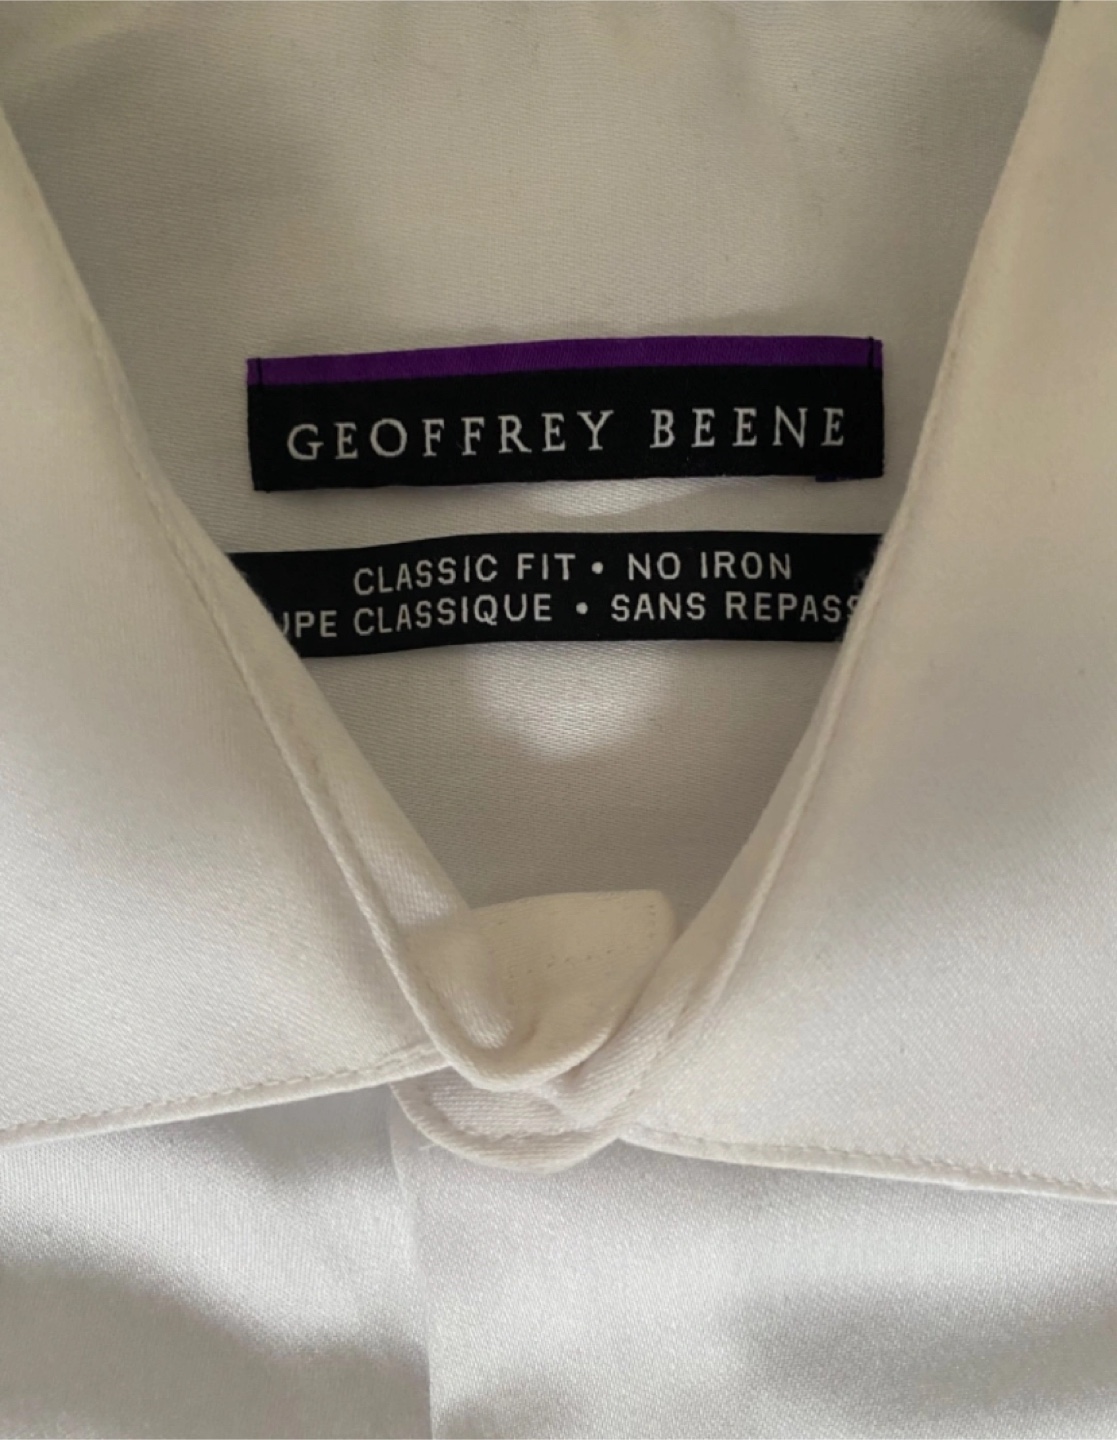 GEOFFREY BEENE
CLASSIC FIT • NO IRON
UPE CLASSIQUE • SANS REPASS